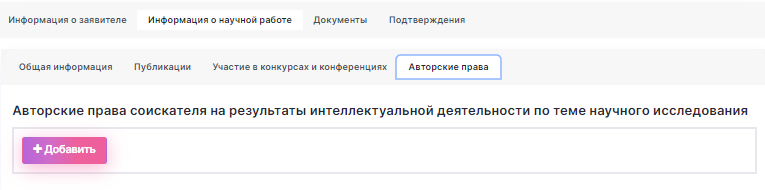 Информация о заявителе Информация о научной работе Документы Подтверждения
Общая информация Публикации Участие в конкурсах и конференциях Авторские права
Авторские права соискателя на результаты интеллектуальной деятельности по теме научного исследования
+ Добавить